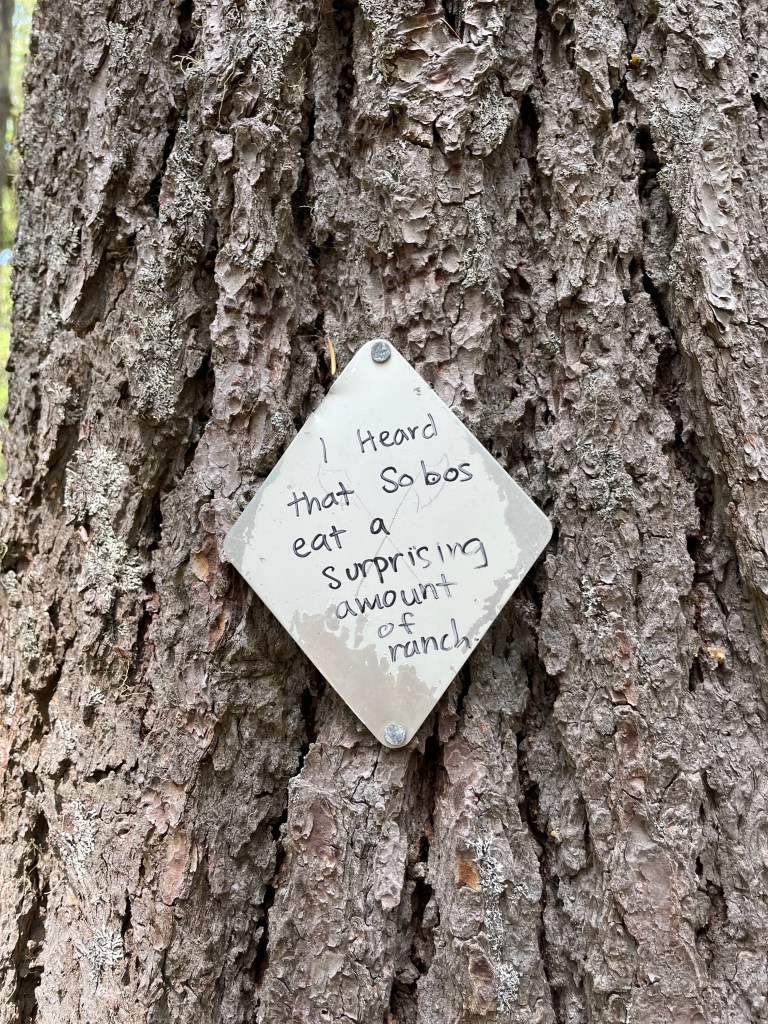 I Heard
that Sobos
eat a
surprising
amount
of
ranch.